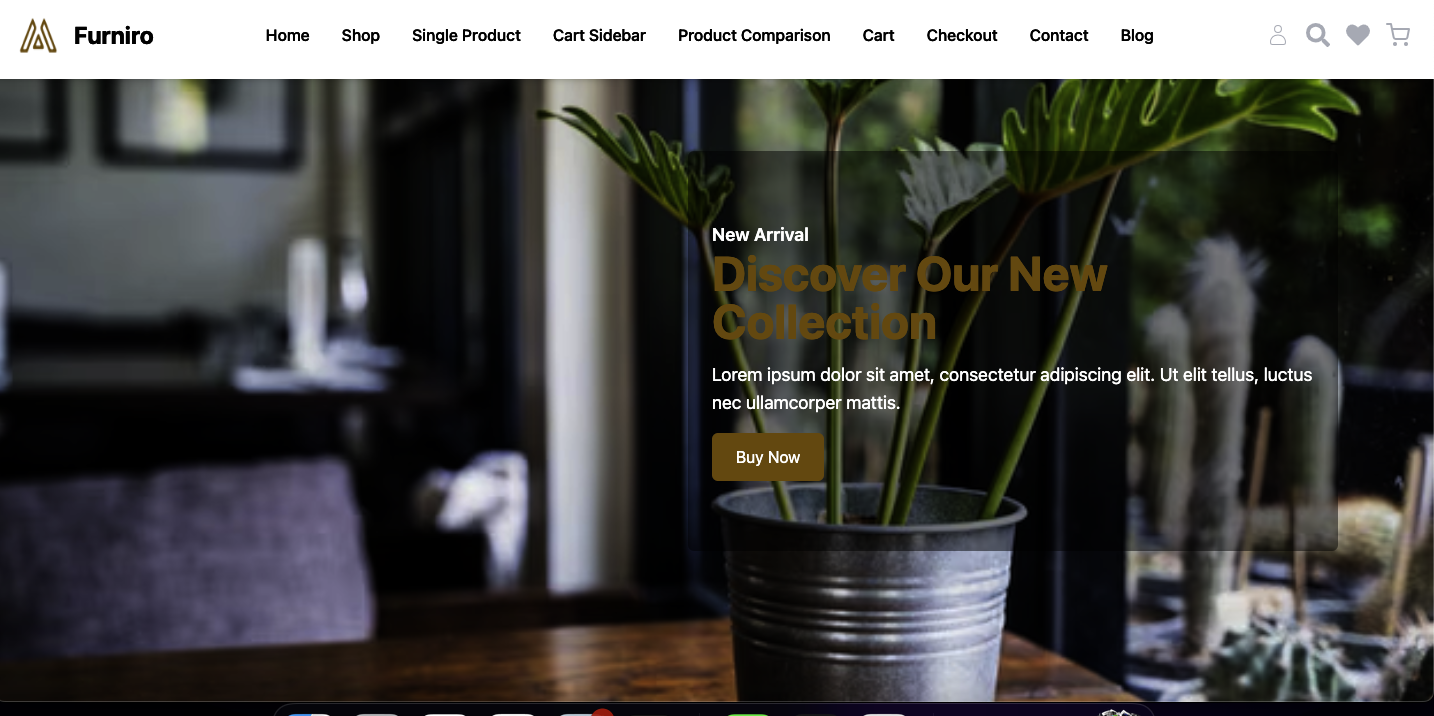 Furniro
Home Shop Single Product Cart Sidebar Product Comparison Cart Checkout Contact Blog
New Arrival
Discover Our New
Collection
Lorem ipsum dolor sit amet, consectetur adipiscing elit. Ut elit tellus, luctus
nec ullamcorper mattis.
Buy Now